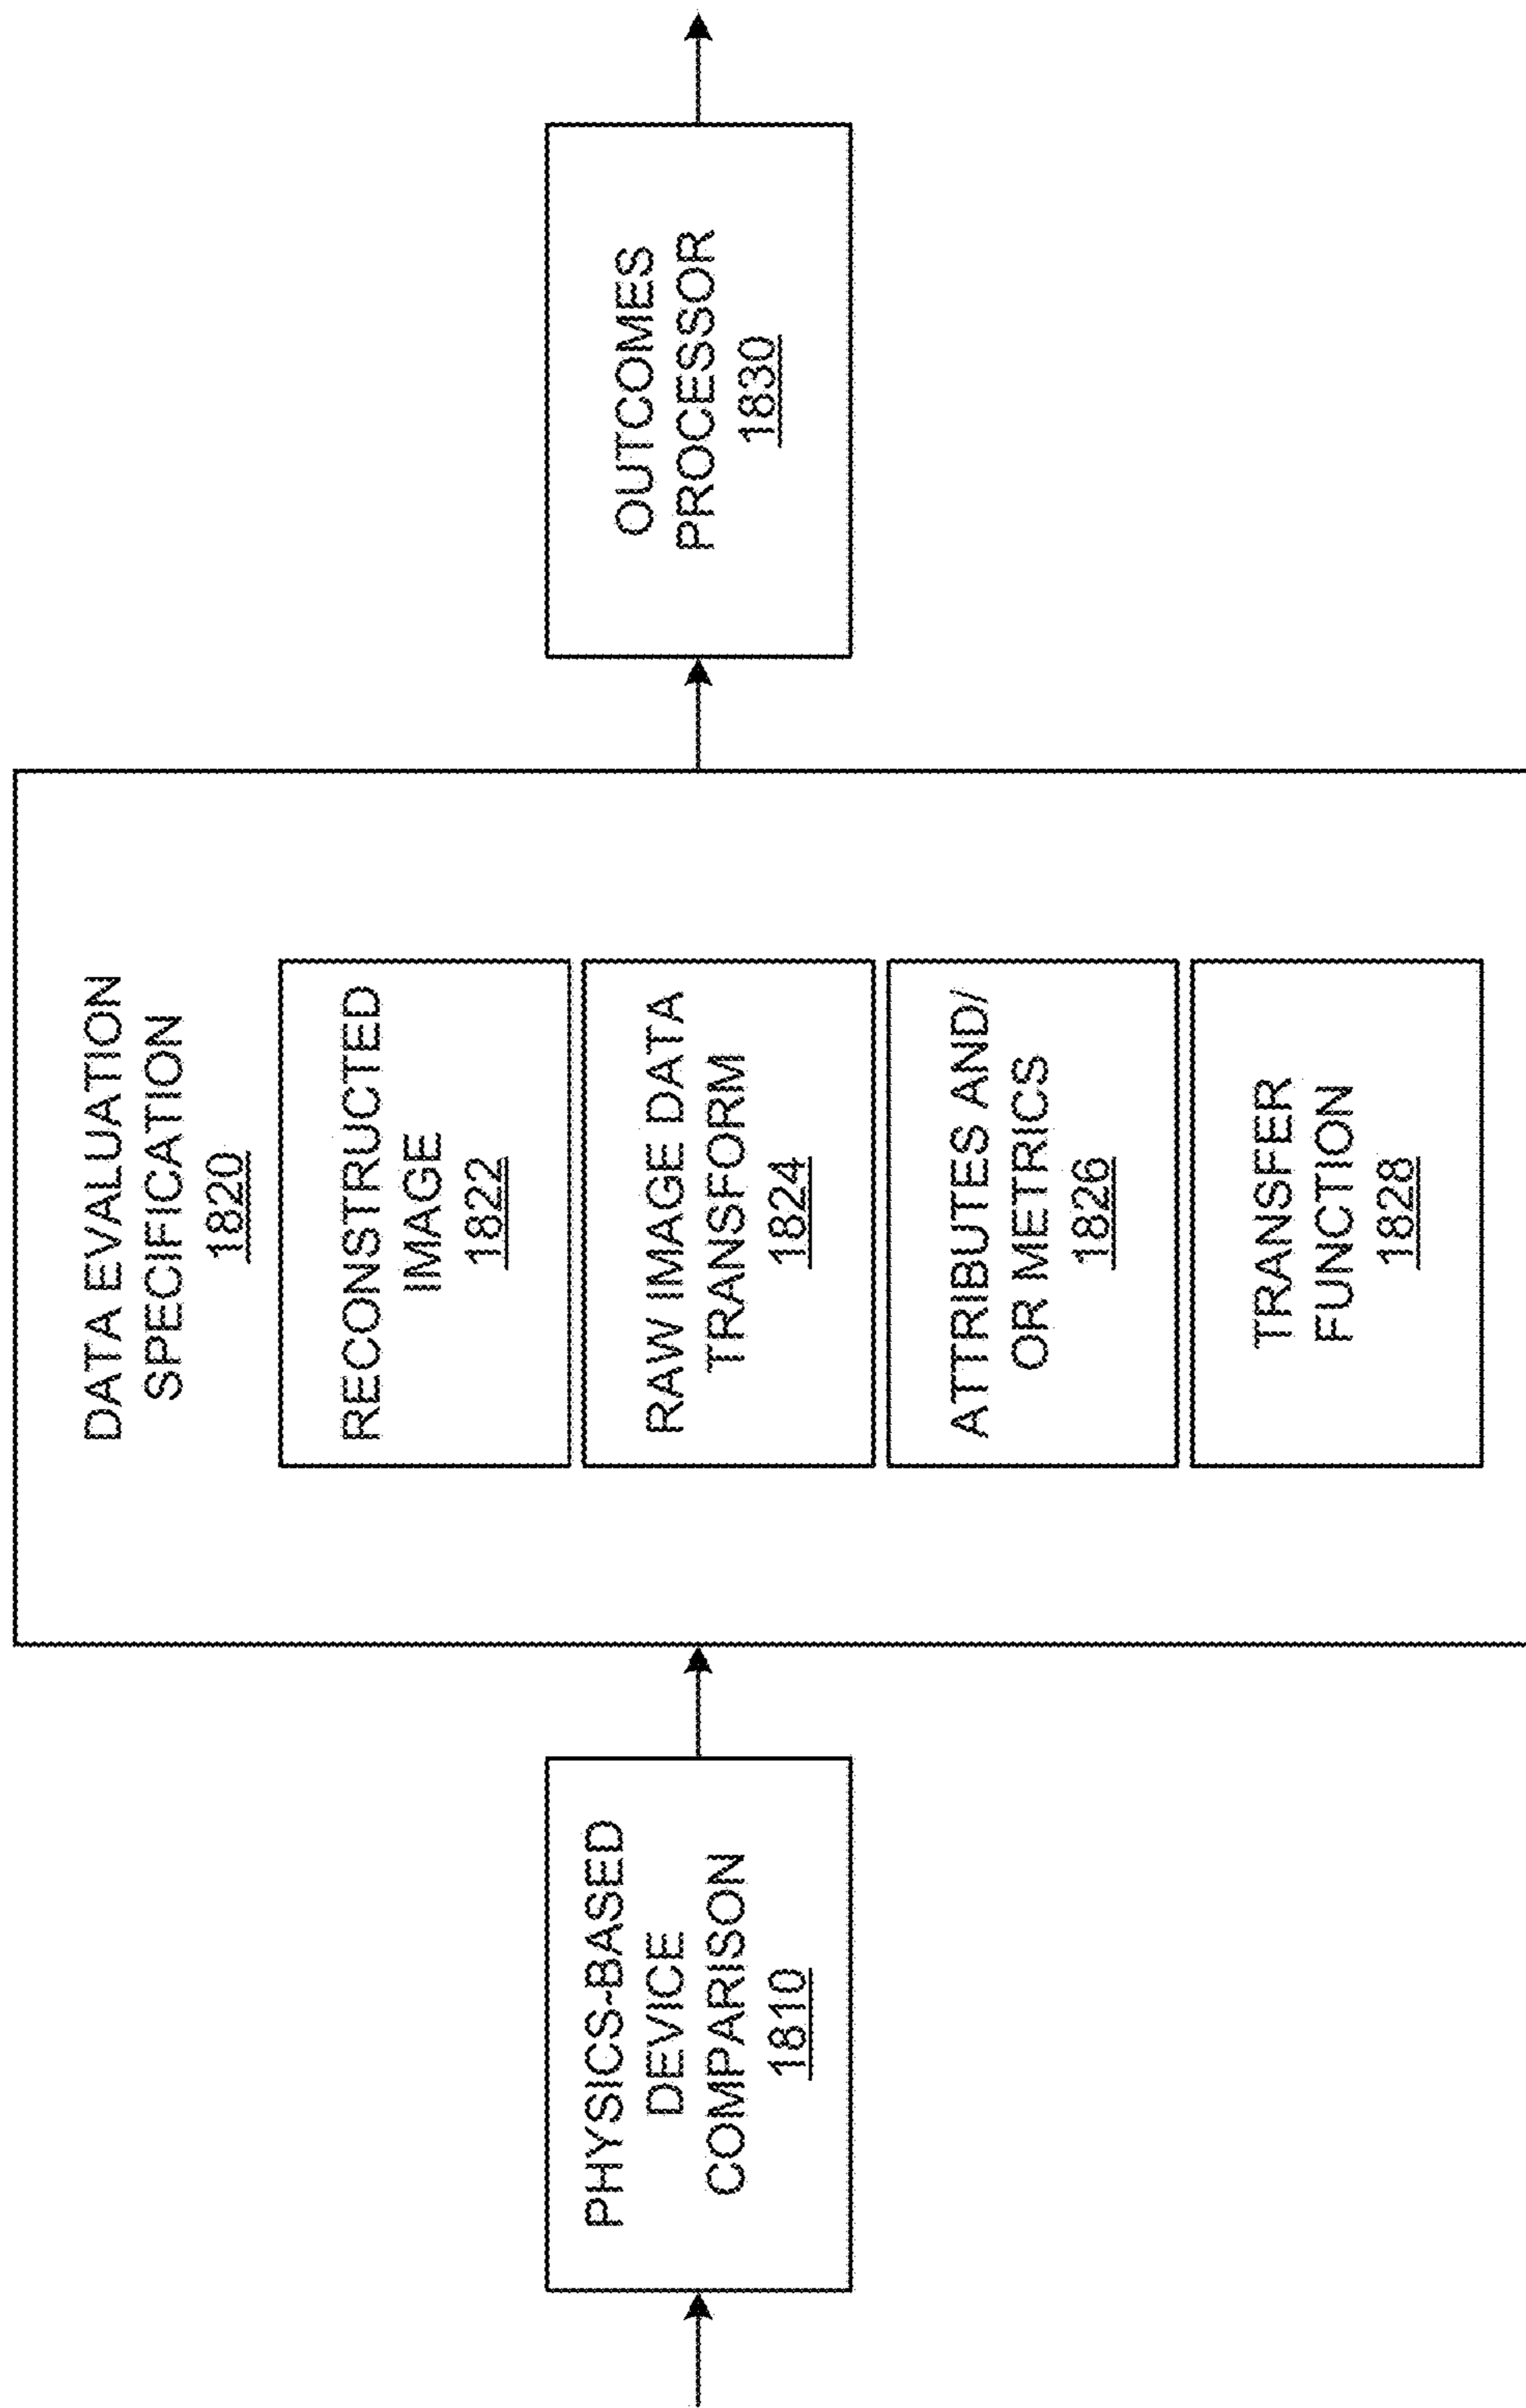 PHYSICS-BASED
DEVICE
COMPARISON
1810
DATA EVALUATION
SPECIFICATION
1820
RECONSTRUCTED
IMAGE
1822
RAW IMAGE DATA
TRANSFORM
1824
ATTRIBUTES AND/
OR METRICS
1826
TRANSFER
FUNCTION
1828
OUTCOMES
PROCESSOR
1830